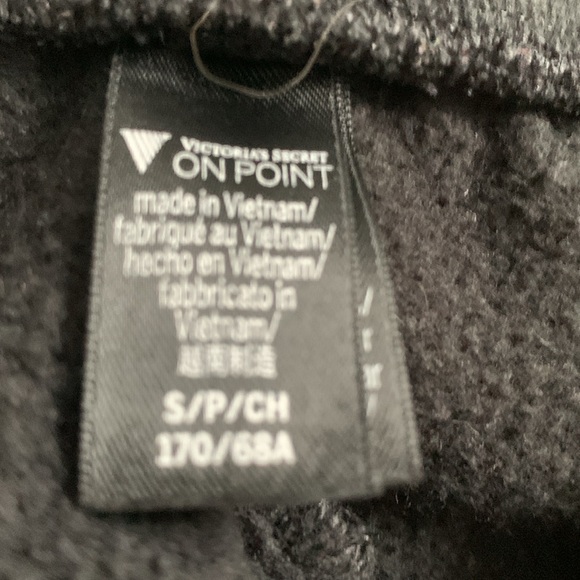 VICTORIA'S SECRET
ON POINT
made in Vietnam/
fabriqué au Vietnam/
hecho en Vietnam/
fabbricato in
Vietnam/
越南制造
S/P/CH
170/68A